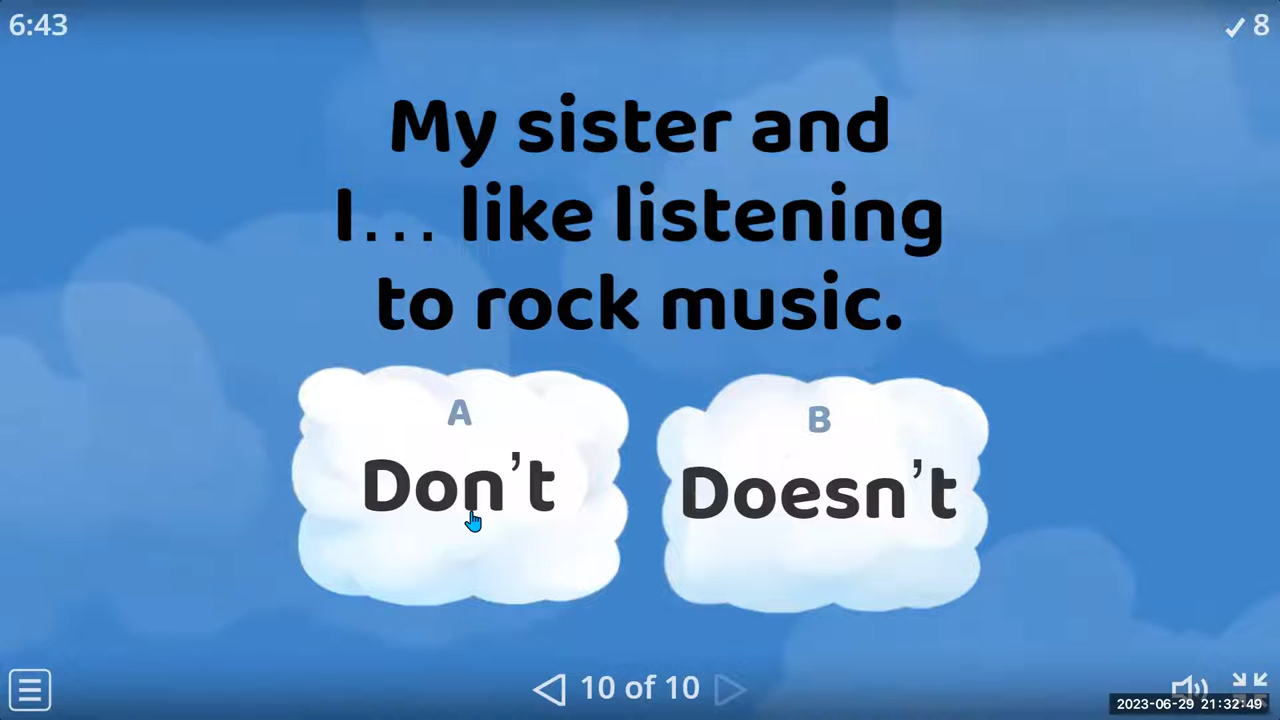 6:43
✓ 8
My sister and
I... like listening
to rock music.
A
Don't
B
Doesn't
10 of 10
2023-06-29 21:32:49